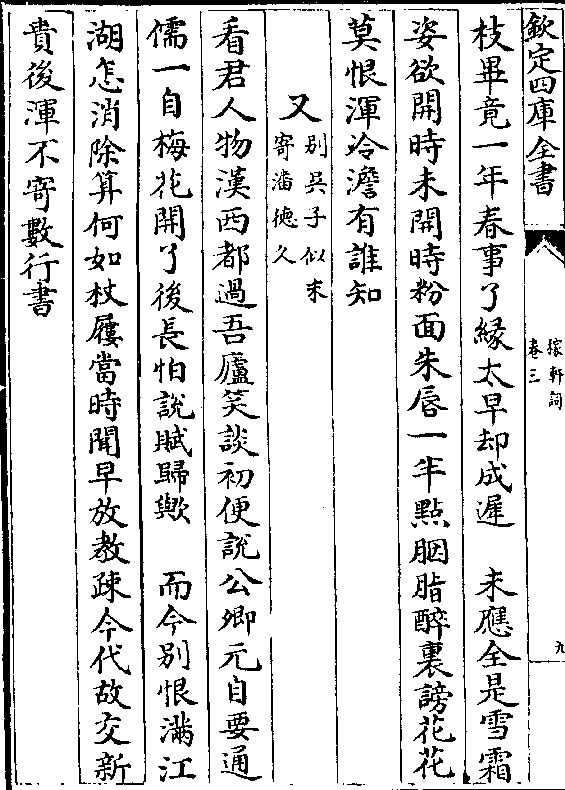 欽定四庫全書
稼軒詞
卷三
九
枝畢竟一年春事了緣太早却成遲　未應全是雪霜
姿欲開時未開時粉面朱唇一半點胭脂醉裏謗花花
莫恨渾冷澹有誰知
又别吳子似末
寄潘徳久
看君人物漢西都過吾廬笑談初便說公卿元自要通
儒一自梅花開了後長怕說賦歸歟　而今別恨滿江
湖怎消除算何如杖屨當時聞早放教疎今代故交新
貴後渾不寄數行書